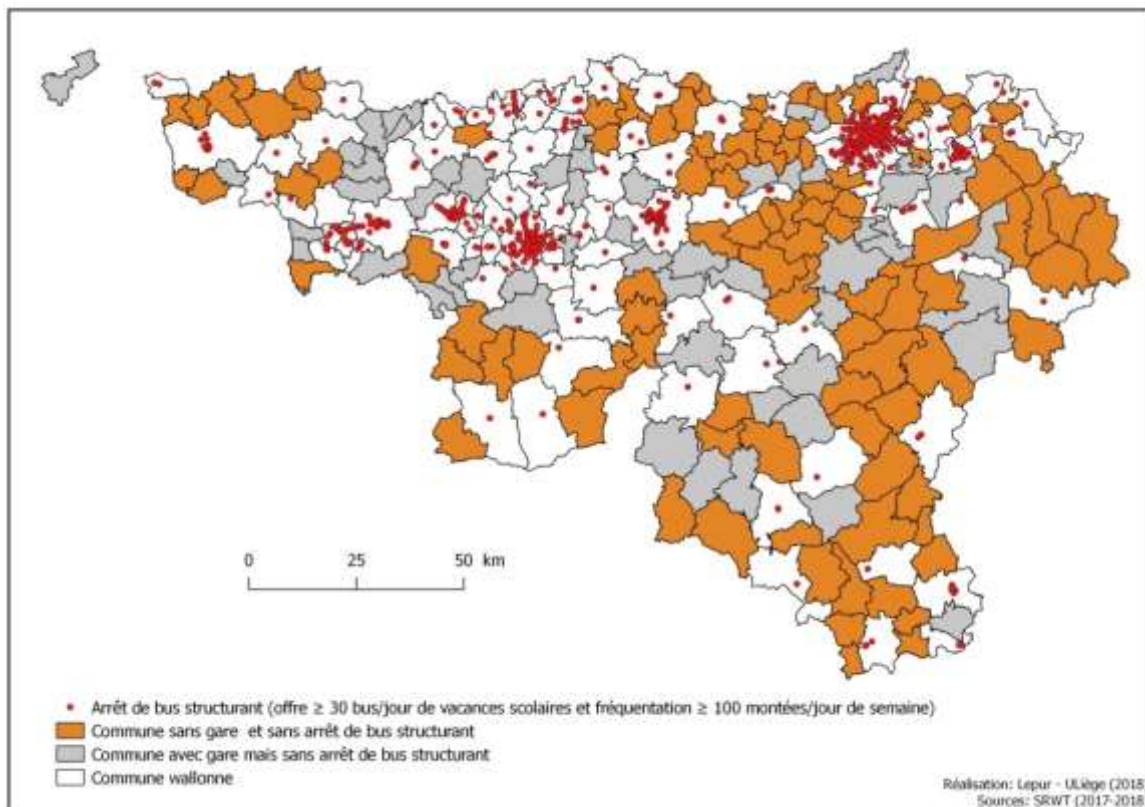 0 25 50 km
Arrêt de bus structurant (offre ≥ 30 bus/jour de vacances scolaires et fréquentation ≥ 100 montées/jour de semaine)
Commune sans gare et sans arrêt de bus structurant
Commune avec gare mais sans arrêt de bus structurant
Commune wallonne
Réalisation: Lepur - ULiège (2018
Sources: SRWT (2017-2018